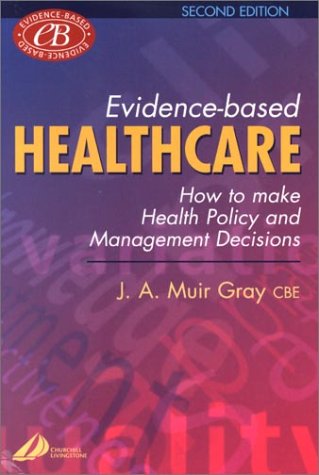 SECOND EDITION
EVIDENCE-BASED
eB
EVIDENCE-BASED
Evidence-based
HEALTHCARE
How to make
Health Policy and
Management Decisions
J. A. Muir Gray CBE
CHURCHILL
LIVINGSTONE